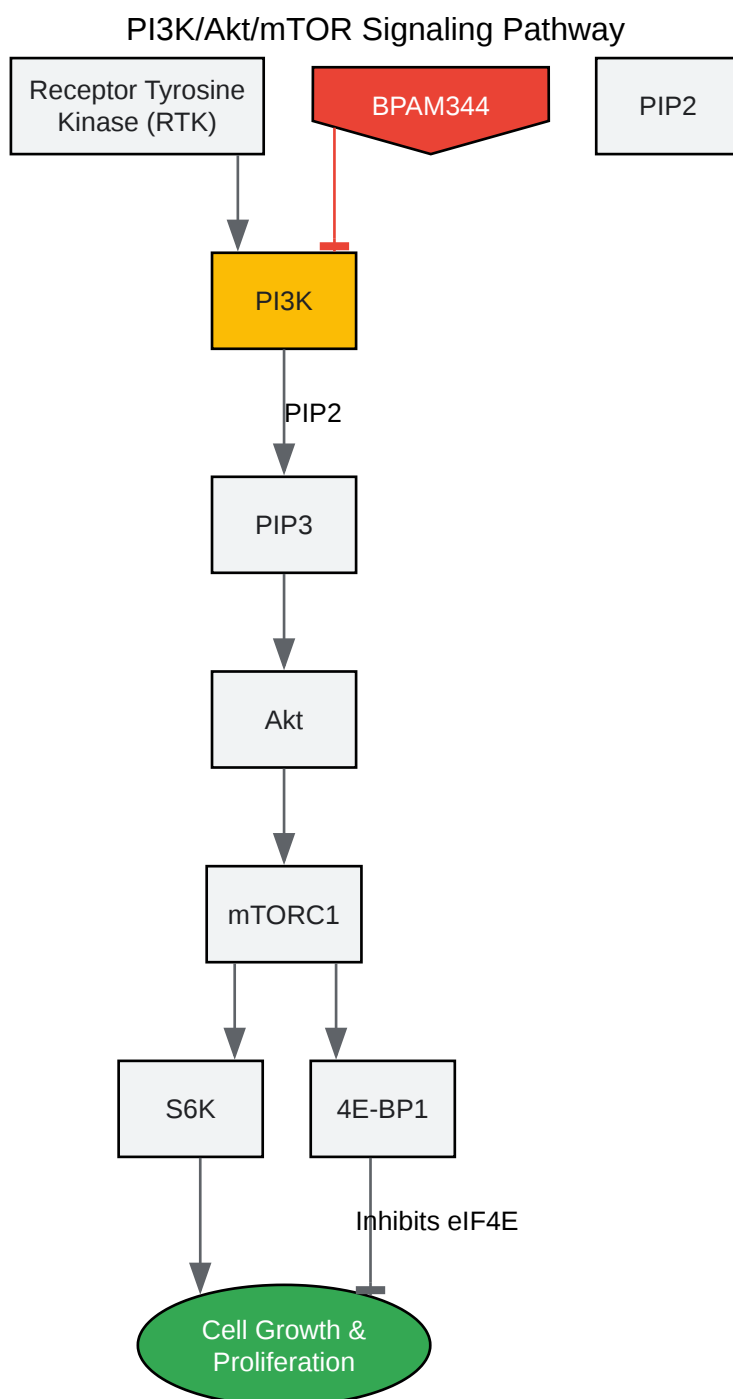 PI3K/Akt/mTOR Signaling Pathway
Receptor Tyrosine
Kinase (RTK)
BPAM344
PIP2
PI3K
PIP2
PIP3
Akt
mTORC1
S6K
4E-BP1
Inhibits eIF4E
Cell Growth &
Proliferation